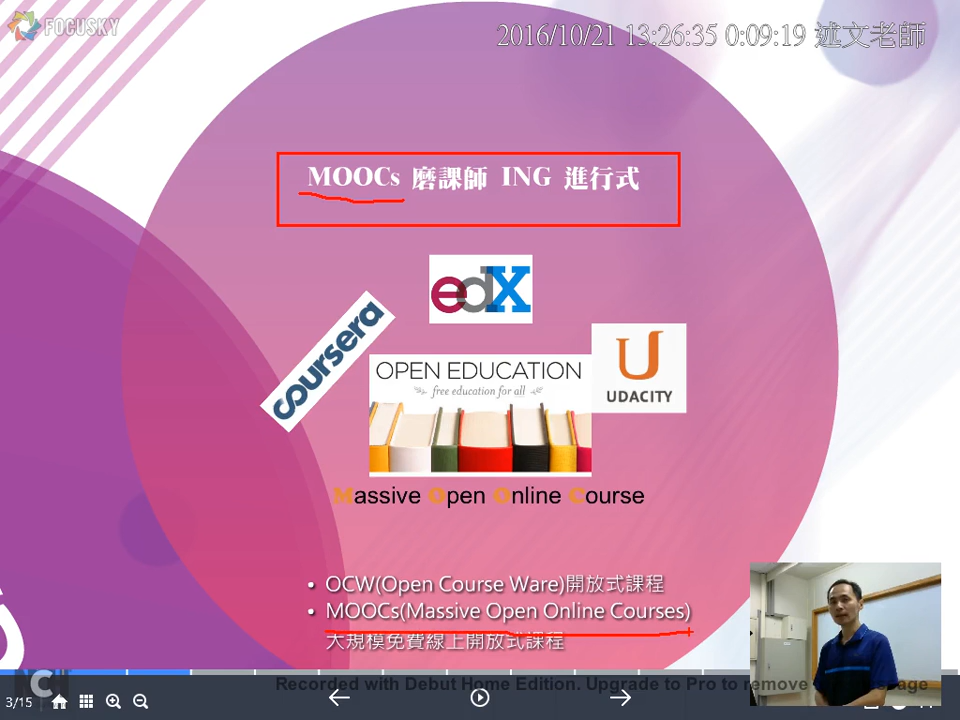 FOCUSKY
2016/10/21 13:26:35 0:09:19 述文老師
MOOCs 磨課師 ING 進行式
edX
coursera
OPEN EDUCATION
free education for all
U
UDACITY
Massive Open Online Course
• OCW(Open Course Ware)開放式課程
• MOOCs(Massive Open Online Courses)
大規模免費線上開放式課程
Recorded with Debut Home Edition. Upgrade to Pro to remove
3/15